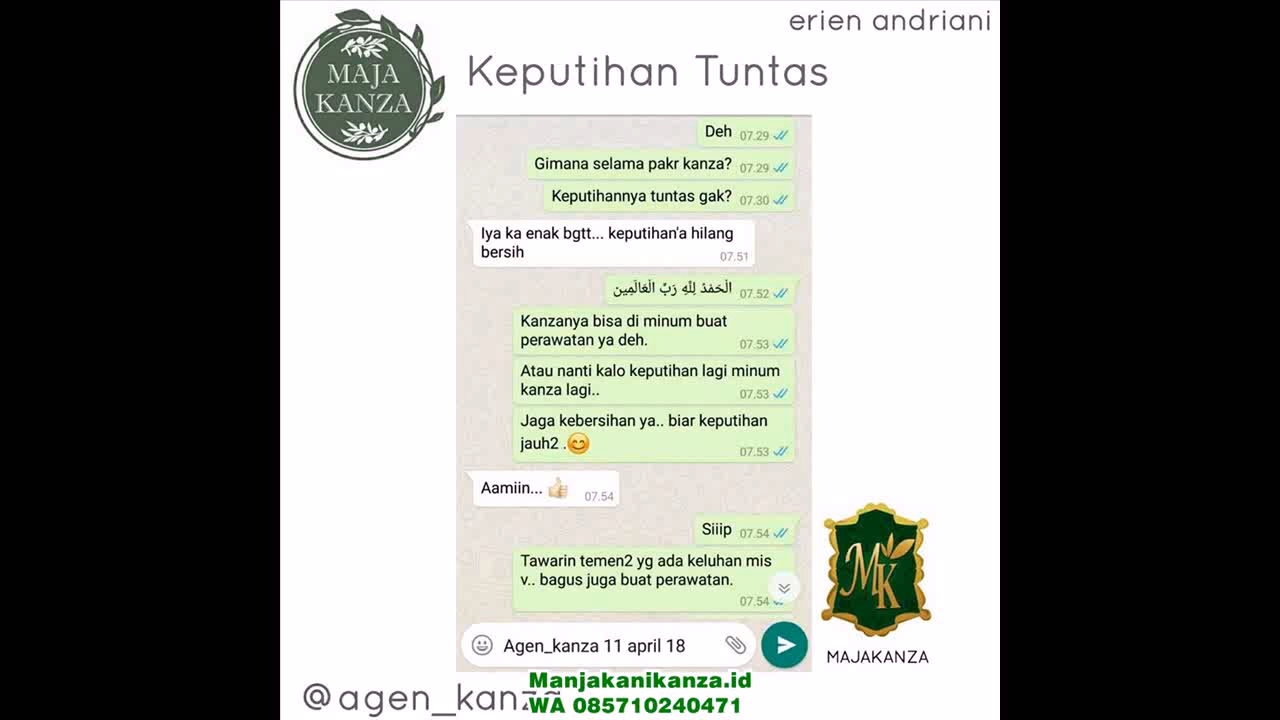 erien andriani
MAJA
KANZA
Keputihan Tuntas
Deh 07.29
Gimana selama pakr kanza? 07.29
Keputihannya tuntas gak? 07.30
Iya ka enak bgtt... keputihan'a hilang
bersih 07.51
الْحَمْدُ لِلّٰهِ رَبِّ الْعَالَمِين 07.52
Kanzanya bisa di minum buat
perawatan ya deh. 07.53
Atau nanti kalo keputihan lagi minum
kanza lagi.. 07.53
Jaga kebersihan ya.. biar keputihan
jauh2 .😊 07.53
Aamiin... 👍 07.54
Siiip 07.54
Tawarin temen2 yg ada keluhan mis
v.. bagus juga buat perawatan. 07.54
Agen_kanza 11 april 18
MK
MAJAKANZA
@agen_kanza
Manjakanikanza.id
WA 085710240471